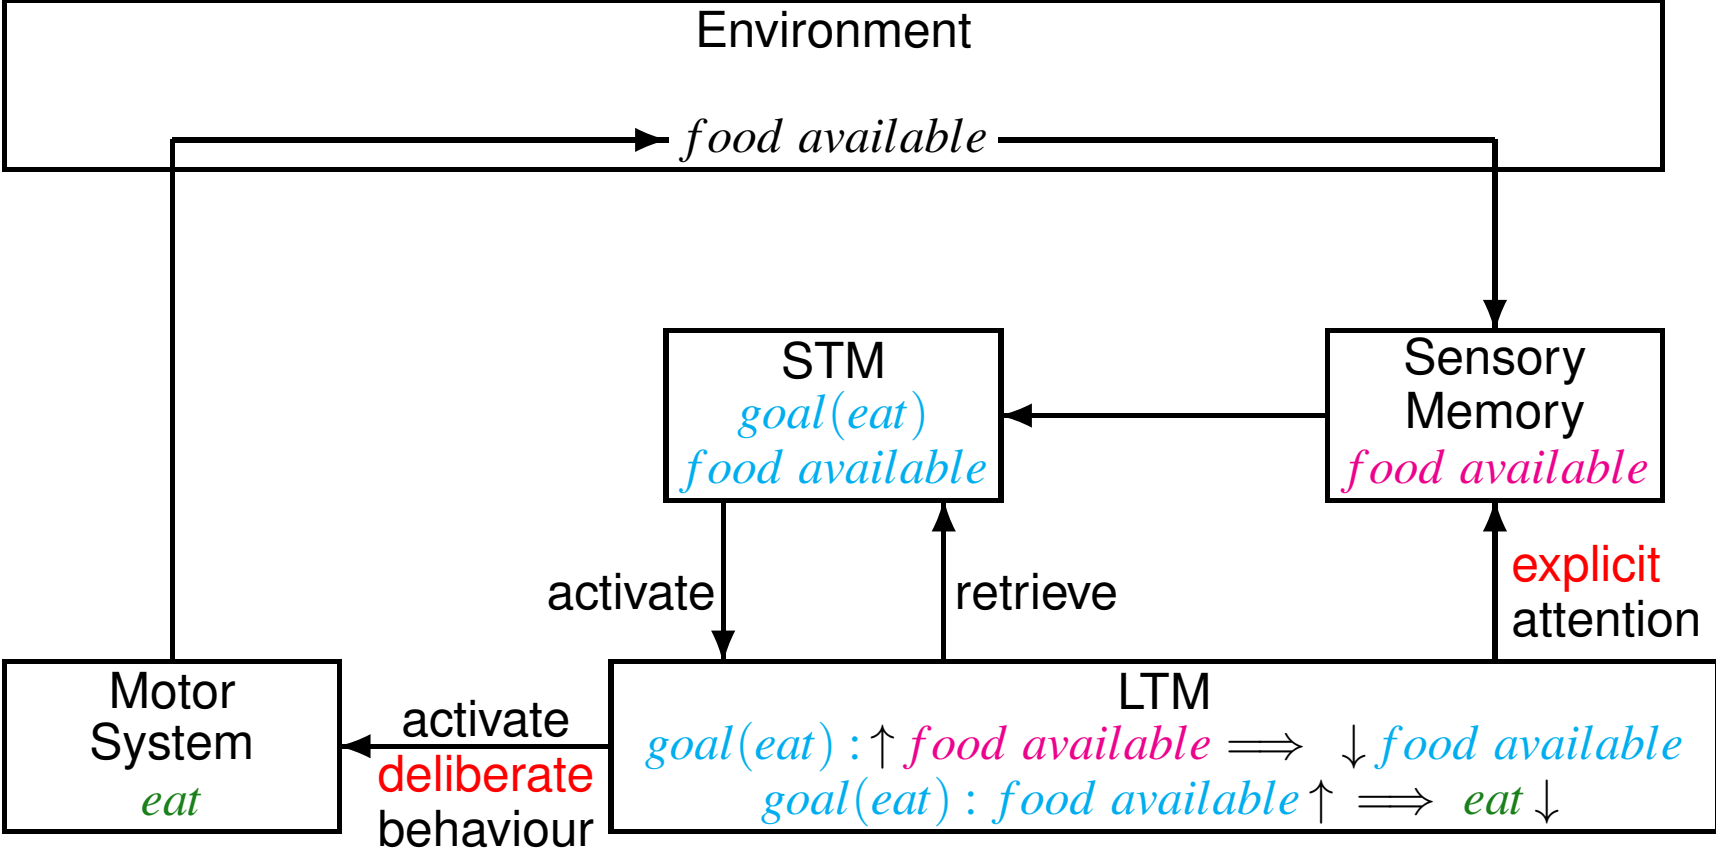 Environment
food available
STM
goal(eat)
food available
Sensory
Memory
food available
activate
retrieve
explicit
attention
Motor
System
eat
activate
deliberate
behaviour
LTM
goal(eat) : ↑ food available ⟹ ↓ food available
goal(eat) : food available ↑ ⟹ eat ↓